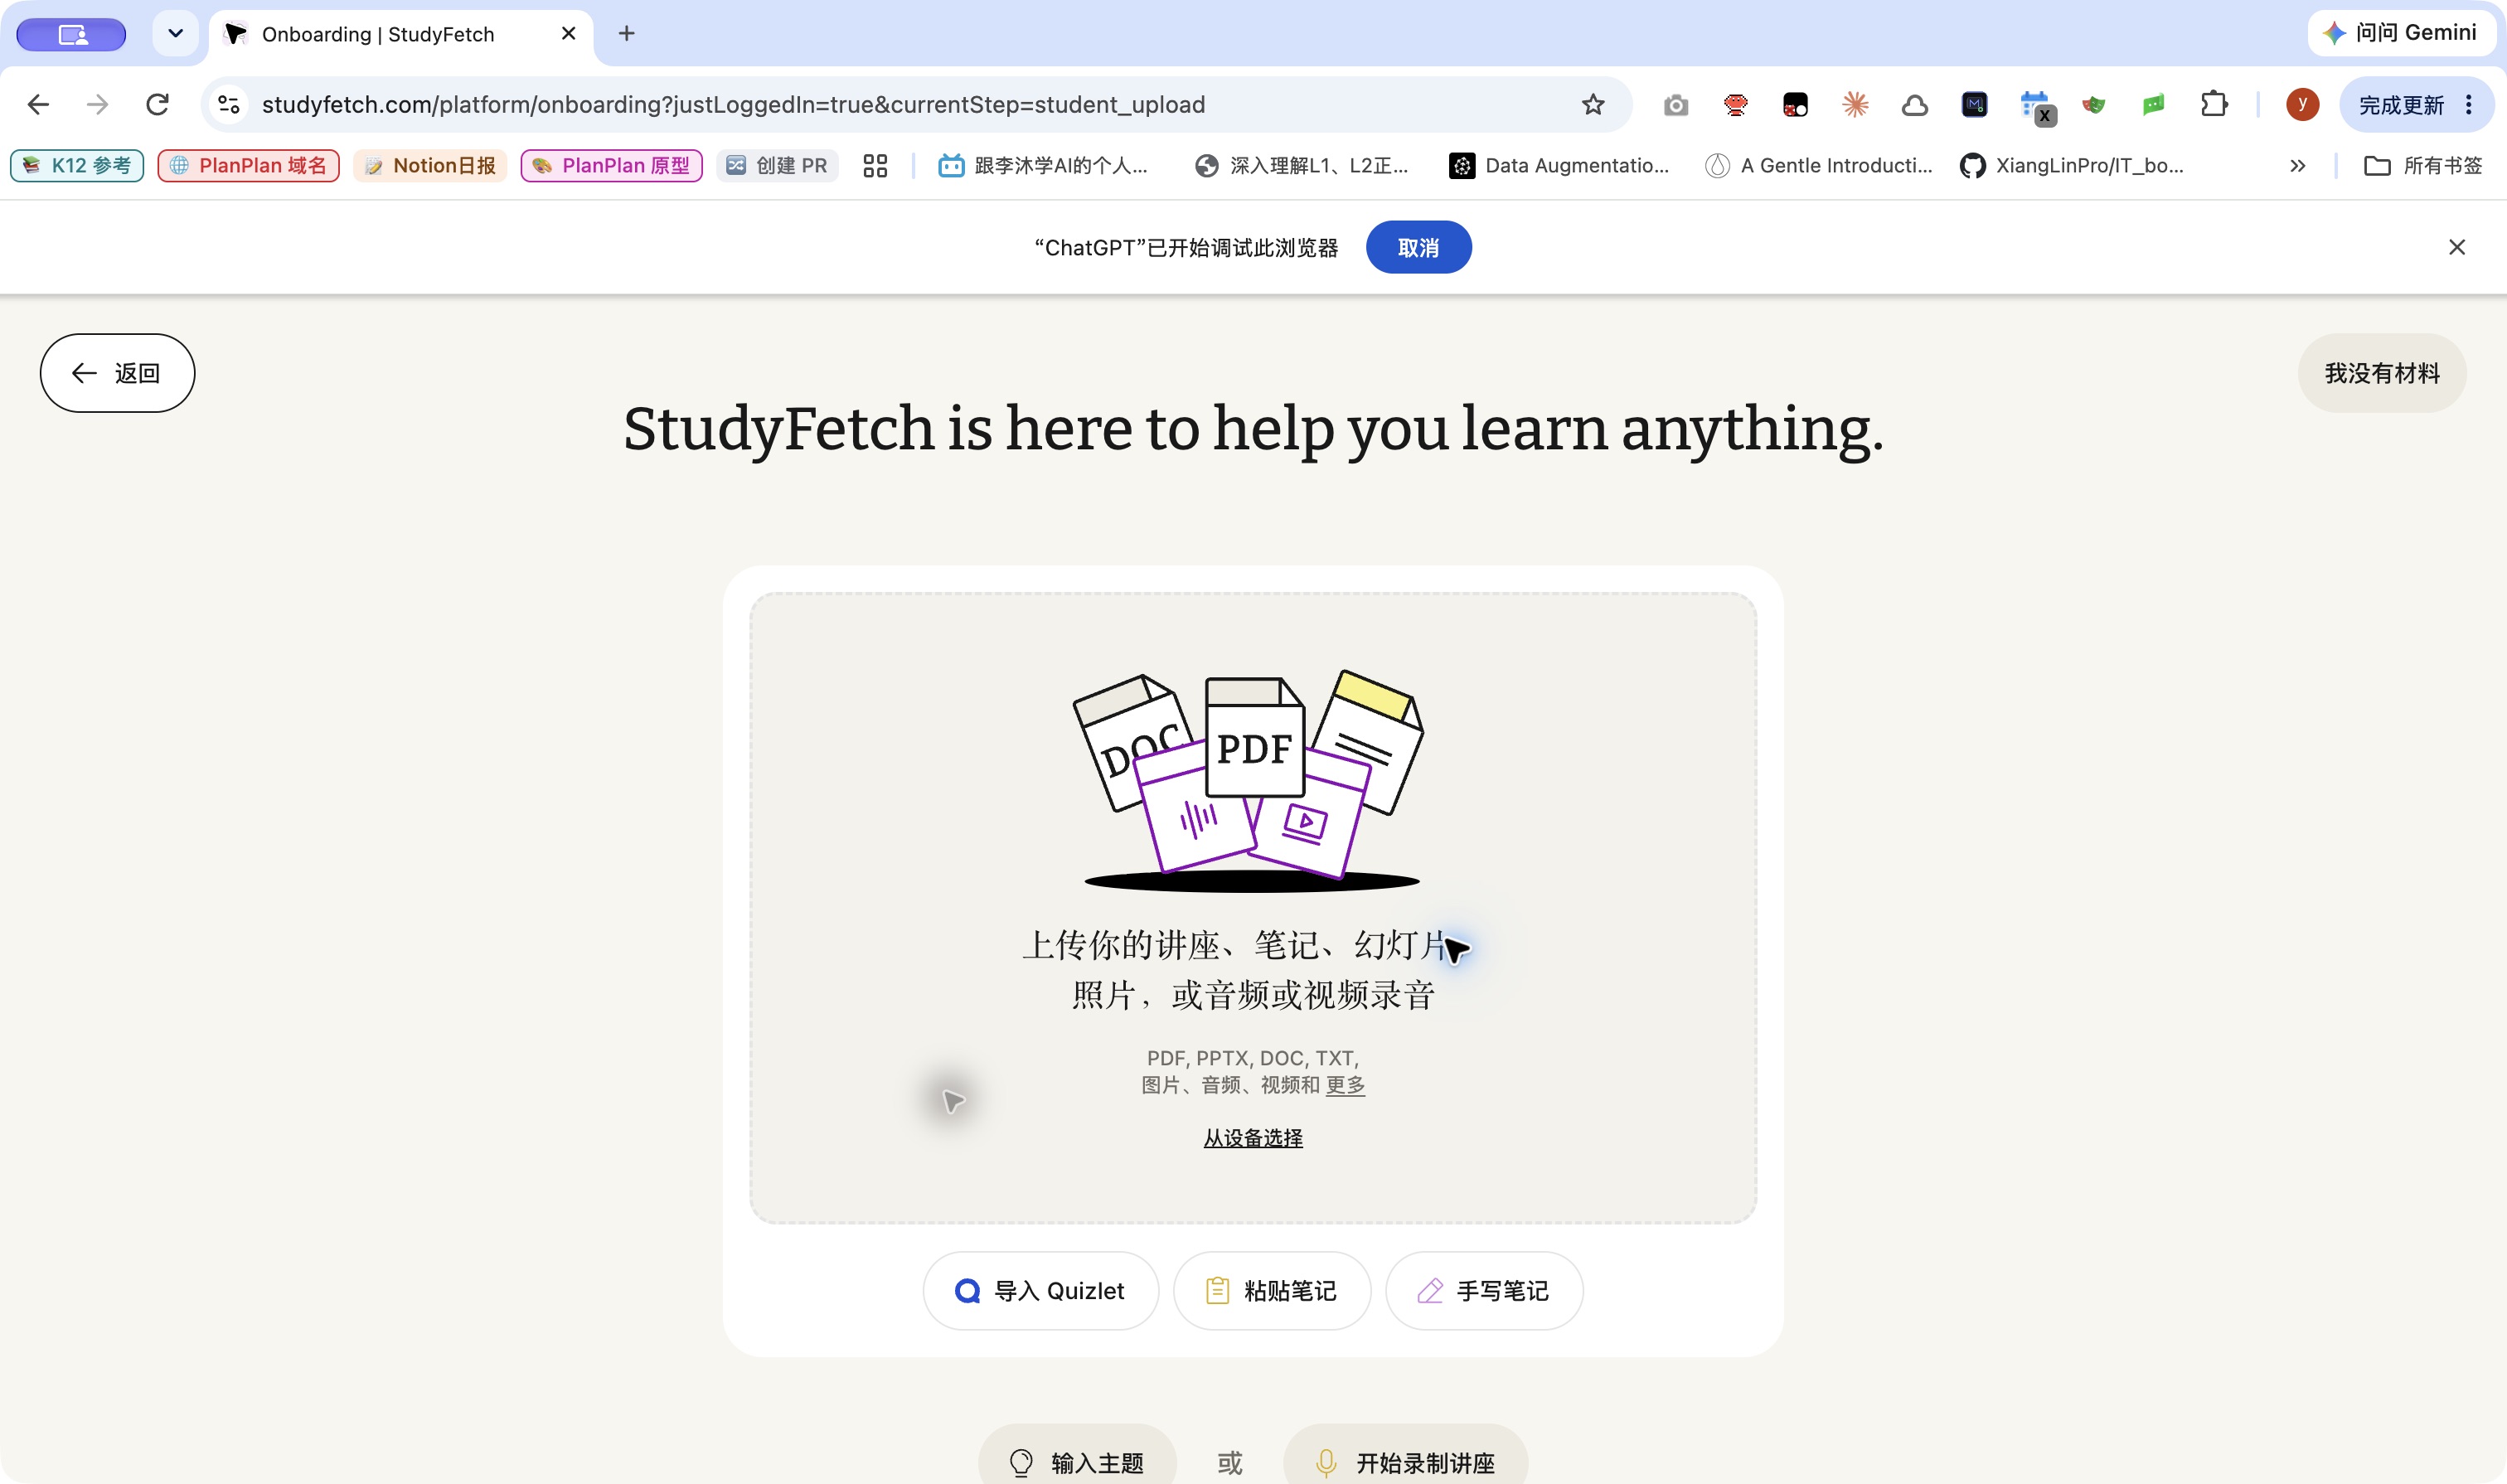 Onboarding | StudyFetch
问问 Gemini
studyfetch.com/platform/onboarding?justLoggedIn=true&currentStep=student_upload
X
y
完成更新
K12 参考
PlanPlan 域名
Notion日报
PlanPlan 原型
创建 PR
跟李沐学AI的个人...
深入理解L1、L2正...
Data Augmentatio...
A Gentle Introducti...
XiangLinPro/IT_bo...
所有书签
“ChatGPT”已开始调试此浏览器
取消
返回
我没有材料
StudyFetch is here to help you learn anything.
DOC
PDF
上传你的讲座、笔记、幻灯片
照片，或音频或视频录音
PDF, PPTX, DOC, TXT,
图片、音频、视频和 更多
从设备选择
导入 Quizlet
粘贴笔记
手写笔记
输入主题
或
开始录制讲座